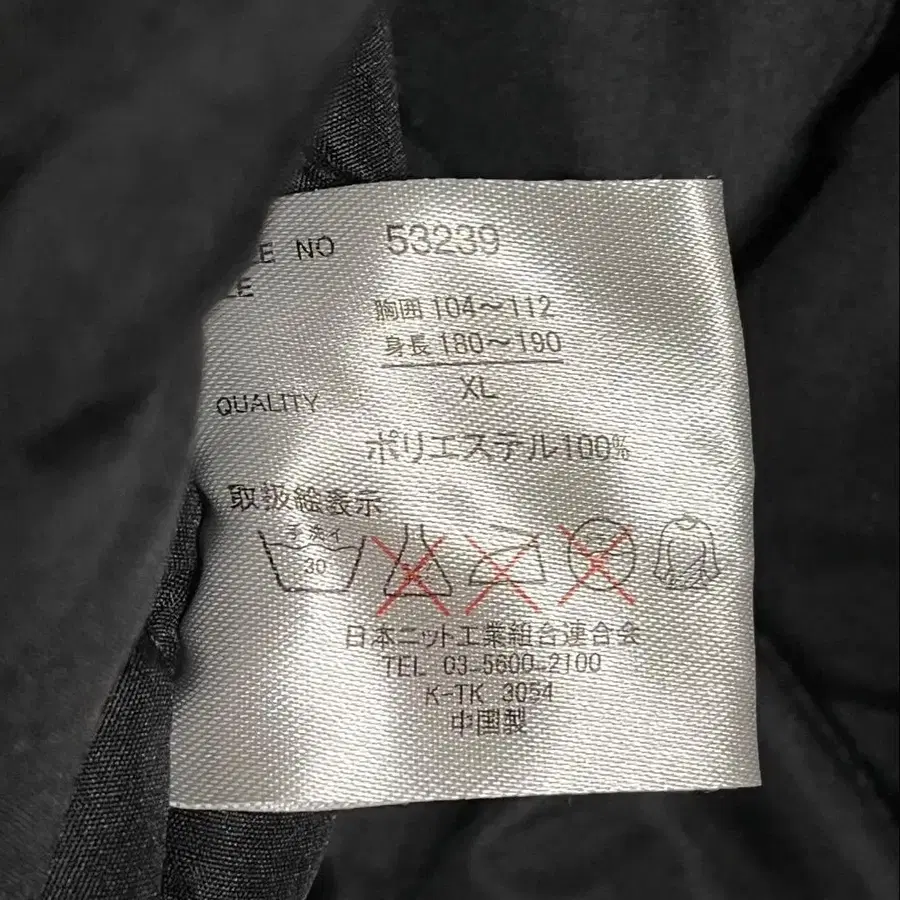 NO 53239
胸囲 104～112
身長 180～190
XL
QUALITY
ポリエステル100%
取扱絵表示
手洗イ
30
日本ニット工業組合連合会
TEL 03-5600-2100
K-TK 3054
中国製